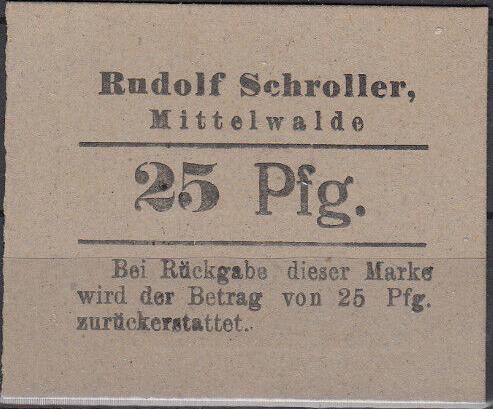 Rudolf Schroller,
Mittelwalde
25 Pfg.
Bei Rückgabe dieser Marke
wird der Betrag von 25 Pfg.
zurückerstattet.